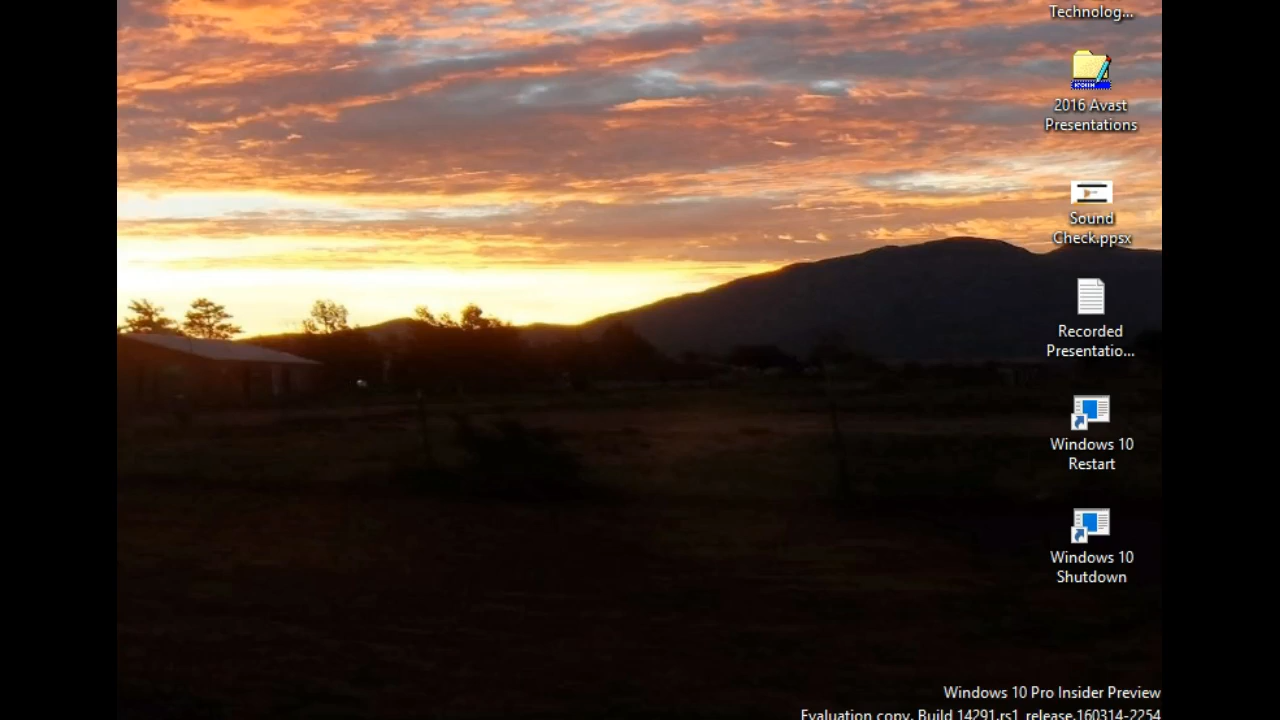 Technolog...
2016 Avast
Presentations
Sound
Check.ppsx
Recorded
Presentatio...
Windows 10
Restart
Windows 10
Shutdown
Windows 10 Pro Insider Preview
Evaluation copy. Build 14291.rs1_release.160314-2254